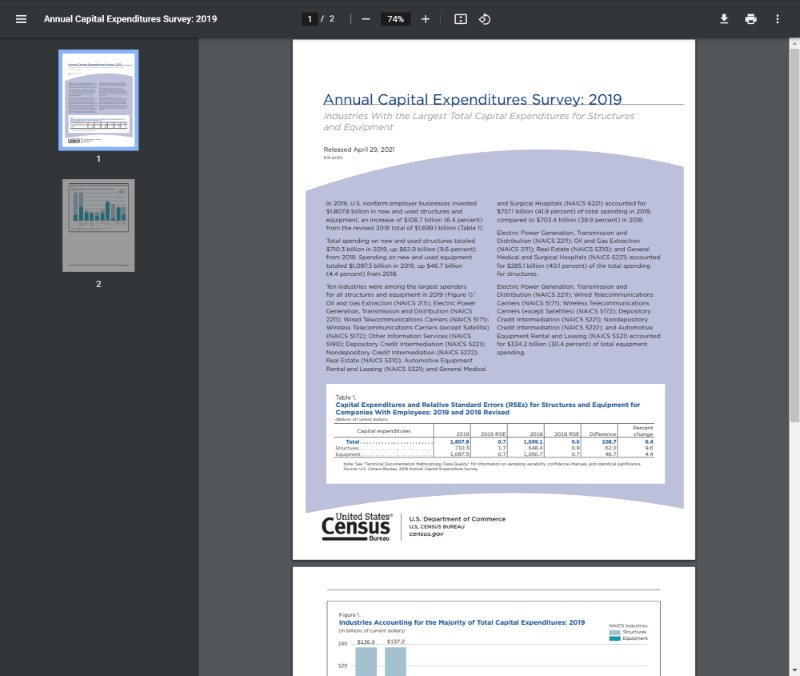 Annual Capital Expenditures Survey: 2019
1 / 2
74%
1
2
Annual Capital Expenditures Survey: 2019
Industries With the Largest Total Capital Expenditures for Structures
and Equipment
Released April 29, 2021
In 2019, U.S. nonfarm employer businesses invested
$1,807.8 billion in new and used structures and
equipment, an increase of $108.7 billion (6.4 percent)
from the revised 2018 total of $1,699.1 billion (Table 1).
Total spending on new and used structures totaled
$710.3 billion in 2019, up $62.0 billion (9.6 percent)
from 2018. Spending on new and used equipment
totaled $1,097.5 billion in 2019, up $46.7 billion
(4.4 percent) from 2018.
Ten industries were among the largest spenders
for all structures and equipment in 2019 (Figure 1):
Oil and Gas Extraction (NAICS 2111); Electric Power
Generation, Transmission and Distribution (NAICS
2211); Wired Telecommunications Carriers (NAICS 5171);
Wireless Telecommunications Carriers (except Satellite)
(NAICS 5172); Other Information Services (NAICS
5190); Depository Credit Intermediation (NAICS 5221);
Nondepository Credit Intermediation (NAICS 5222);
Real Estate (NAICS 5310); Automotive Equipment
Rental and Leasing (NAICS 5321); and General Medical
and Surgical Hospitals (NAICS 6221) accounted for
$757.1 billion (41.9 percent) of total spending in 2019,
compared to $703.4 billion (38.9 percent) in 2018.
Electric Power Generation, Transmission and
Distribution (NAICS 2211); Oil and Gas Extraction
(NAICS 2111); Real Estate (NAICS 5310); and General
Medical and Surgical Hospitals (NAICS 6221) accounted
for $285.1 billion (40.1 percent) of the total spending
for structures.
Electric Power Generation, Transmission and
Distribution (NAICS 2211); Wired Telecommunications
Carriers (NAICS 5171); Wireless Telecommunications
Carriers (except Satellites) (NAICS 5172); Depository
Credit Intermediation (NAICS 5221); Nondepository
Credit Intermediation (NAICS 5222); and Automotive
Equipment Rental and Leasing (NAICS 5321) accounted
for $334.2 billion (30.4 percent) of total equipment
spending.
Table 1.
Capital Expenditures and Relative Standard Errors (RSEs) for Structures and Equipment for
Companies With Employees: 2019 and 2018 Revised
(Billions of current dollars)
Capital expenditures 2019 2019 RSE 2018 2018 RSE Difference Percent change
Total 1,807.8 0.7 1,699.1 0.6 108.7 6.4
Structures 710.3 1.7 648.4 0.9 62.0 9.6
Equipment 1,097.5 0.7 1,050.7 0.7 46.7 4.4
Note: See "Technical Documentation Methodology Data Quality" for information on sampling variability, confidence intervals, and statistical significance.
Source: U.S. Census Bureau, 2019 Annual Capital Expenditure Survey.
United States®
Census
Bureau
U.S. Department of Commerce
U.S. CENSUS BUREAU
census.gov
Figure 1.
Industries Accounting for the Majority of Total Capital Expenditures: 2019
(In billions of current dollars)
NAICS Industries
Structures
Equipment
140
$136.9 $137.2
120